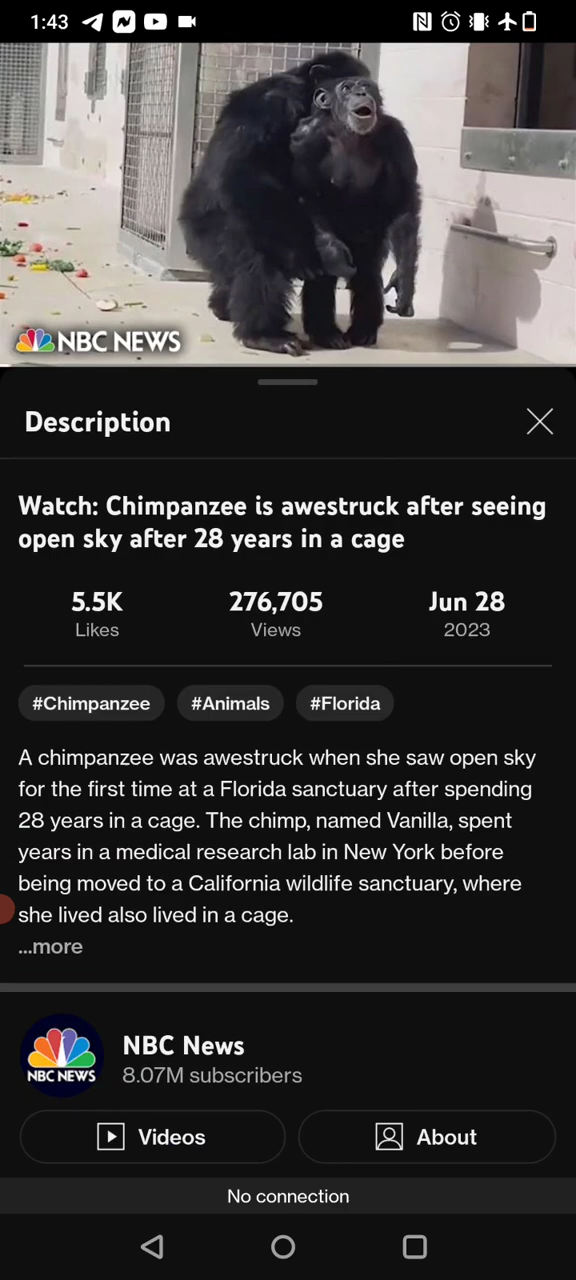 1:43
NBC NEWS
Description
Watch: Chimpanzee is awestruck after seeing
open sky after 28 years in a cage
5.5K
Likes
276,705
Views
Jun 28
2023
#Chimpanzee
#Animals
#Florida
A chimpanzee was awestruck when she saw open sky
for the first time at a Florida sanctuary after spending
28 years in a cage. The chimp, named Vanilla, spent
years in a medical research lab in New York before
being moved to a California wildlife sanctuary, where
she lived also lived in a cage.
...more
NBC NEWS
NBC News
8.07M subscribers
Videos
About
No connection